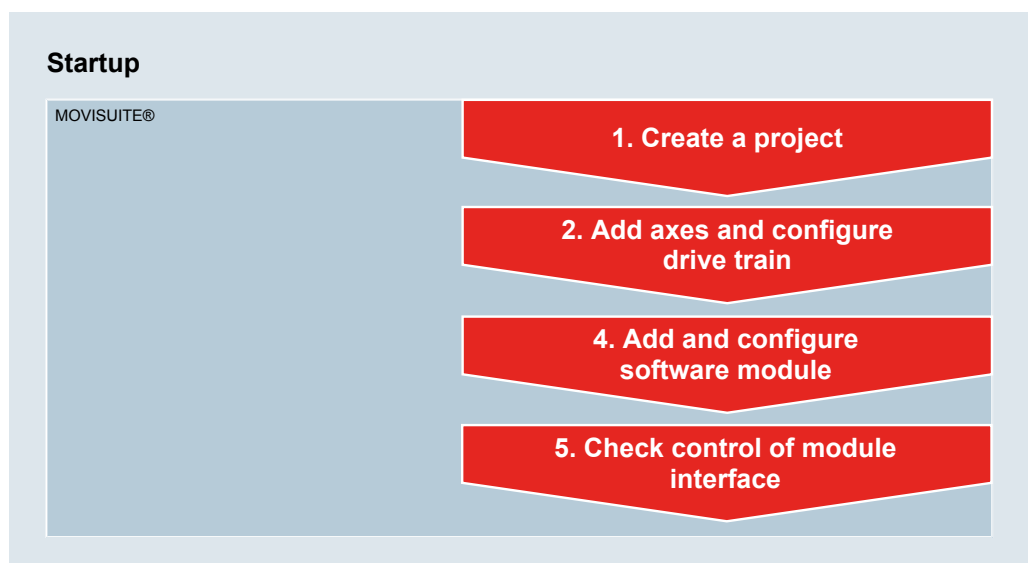 Startup
MOVISUITE®
1. Create a project
2. Add axes and configure
drive train
4. Add and configure
software module
5. Check control of module
interface